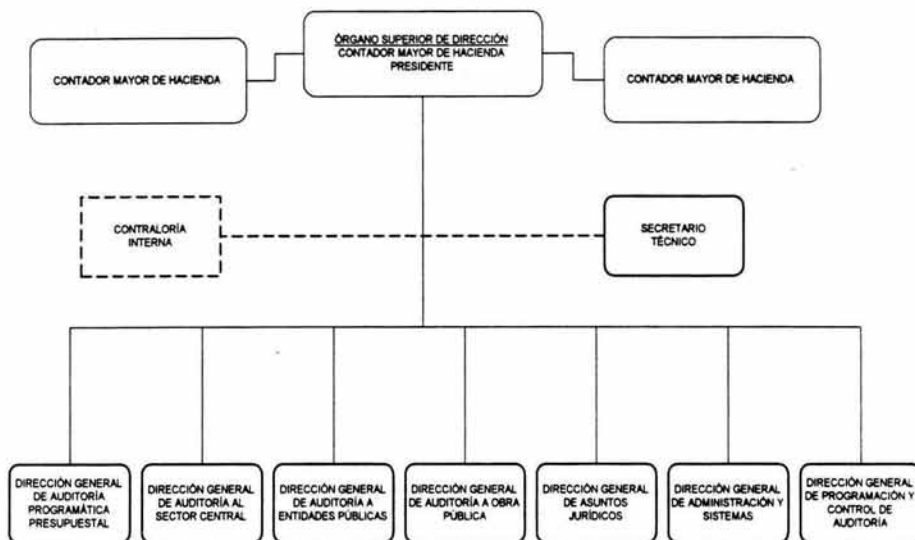 ÓRGANO SUPERIOR DE DIRECCIÓN
CONTADOR MAYOR DE HACIENDA
PRESIDENTE
CONTADOR MAYOR DE HACIENDA
CONTADOR MAYOR DE HACIENDA
CONTRALORÍA
INTERNA
SECRETARIO
TÉCNICO
DIRECCIÓN GENERAL
DE AUDITORÍA
PROGRAMÁTICA
PRESUPUESTAL
DIRECCIÓN GENERAL
DE AUDITORÍA AL
SECTOR CENTRAL
DIRECCIÓN GENERAL
DE AUDITORÍA A
ENTIDADES PÚBLICAS
DIRECCIÓN GENERAL
DE AUDITORÍA A OBRA
PÚBLICA
DIRECCIÓN GENERAL
DE ASUNTOS
JURÍDICOS
DIRECCIÓN GENERAL
DE ADMINISTRACIÓN Y
SISTEMAS
DIRECCIÓN GENERAL
DE PROGRAMACIÓN Y
CONTROL DE
AUDITORÍA